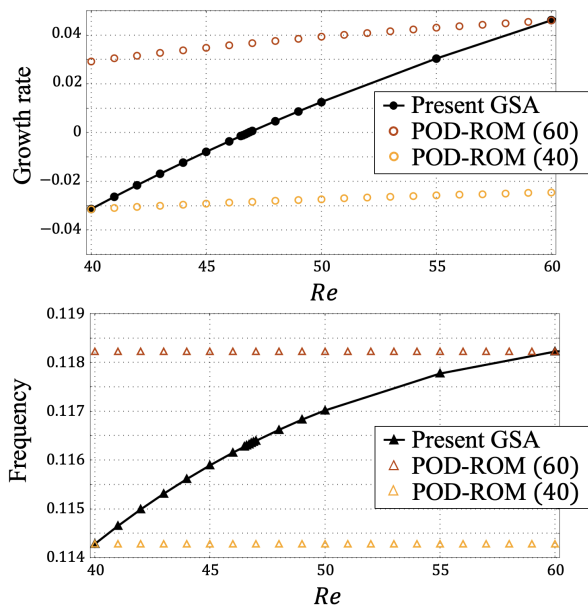 0.04
0.02
0
−0.02
−0.04
Growth rate
Present GSA
POD-ROM (60)
POD-ROM (40)
40
45
50
55
60
Re
0.119
0.118
0.117
0.116
0.115
0.114
Frequency
Present GSA
POD-ROM (60)
POD-ROM (40)
40
45
50
55
60
Re